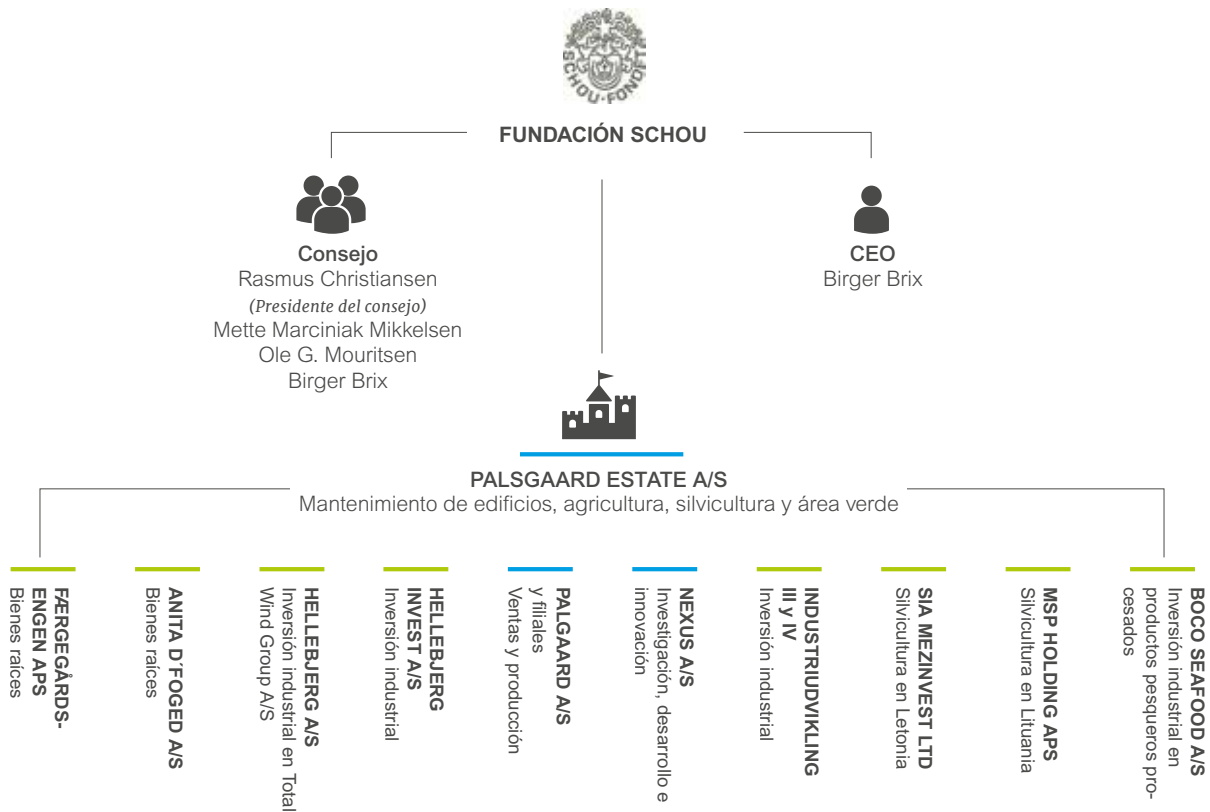 SCHOU-FONDET
FUNDACIÓN SCHOU
Consejo
Rasmus Christiansen
(Presidente del consejo)
Mette Marciniak Mikkelsen
Ole G. Mouritsen
Birger Brix
CEO
Birger Brix
PALSGAARD ESTATE A/S
Mantenimiento de edificios, agricultura, silvicultura y área verde
FÆRGEGÅRDS-
ENGEN APS
Bienes raíces
ANITA D´FOGED A/S
Bienes raíces
HELLEBJERG A/S
Inversión industrial en Total
Wind Group A/S
HELLEBJERG
INVEST A/S
Inversión industrial
PALGAARD A/S
y filiales
Ventas y producción
NEXUS A/S
Investigación, desarrollo e
innovación
INDUSTRIUDVIKLING
III y IV
Inversión industrial
SIA MEZINVEST LTD
Silvicultura en Letonia
MSP HOLDING APS
Silvicultura en Lituania
BOCO SEAFOOD A/S
Inversión industrial en
productos pesqueros pro-
cesados